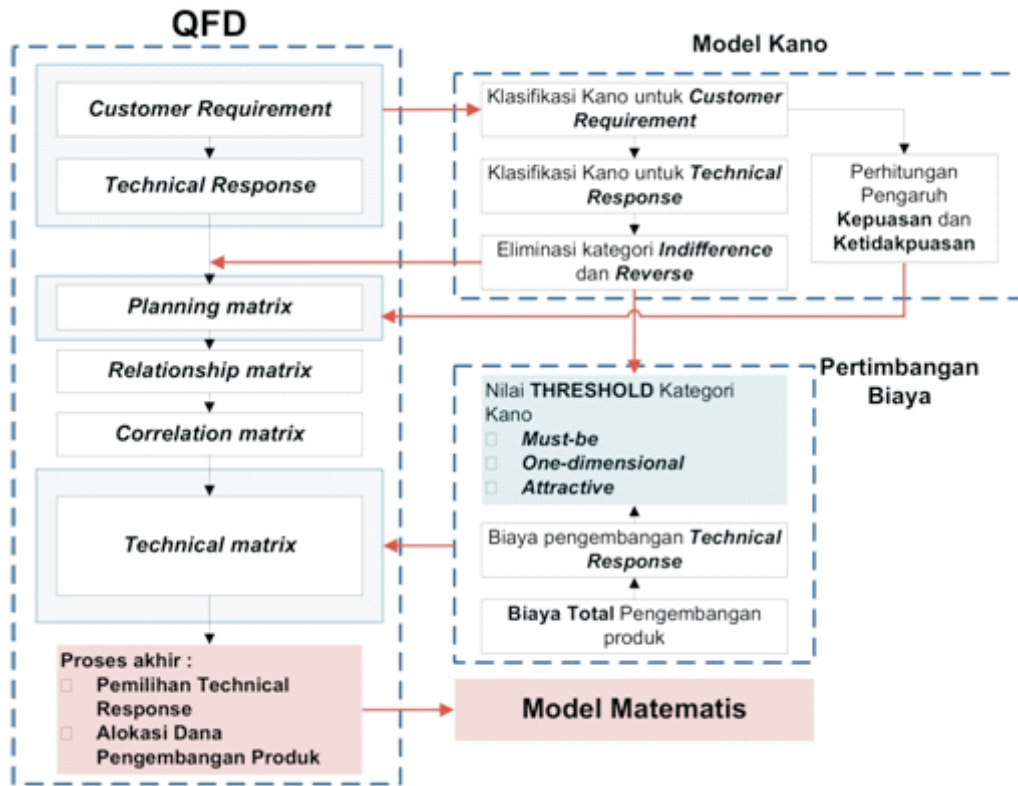 QFD
Customer Requirement
Technical Response
Planning matrix
Relationship matrix
Correlation matrix
Technical matrix
Proses akhir :
Pemilihan Technical
Response
Alokasi Dana
Pengembangan Produk
Model Kano
Klasifikasi Kano untuk Customer
Requirement
Klasifikasi Kano untuk Technical
Response
Eliminasi kategori Indifference
dan Reverse
Perhitungan
Pengaruh
Kepuasan dan
Ketidakpuasan
Pertimbangan
Biaya
Nilai THRESHOLD Kategori
Kano
Must-be
One-dimensional
Attractive
Biaya pengembangan Technical
Response
Biaya Total Pengembangan
produk
Model Matematis